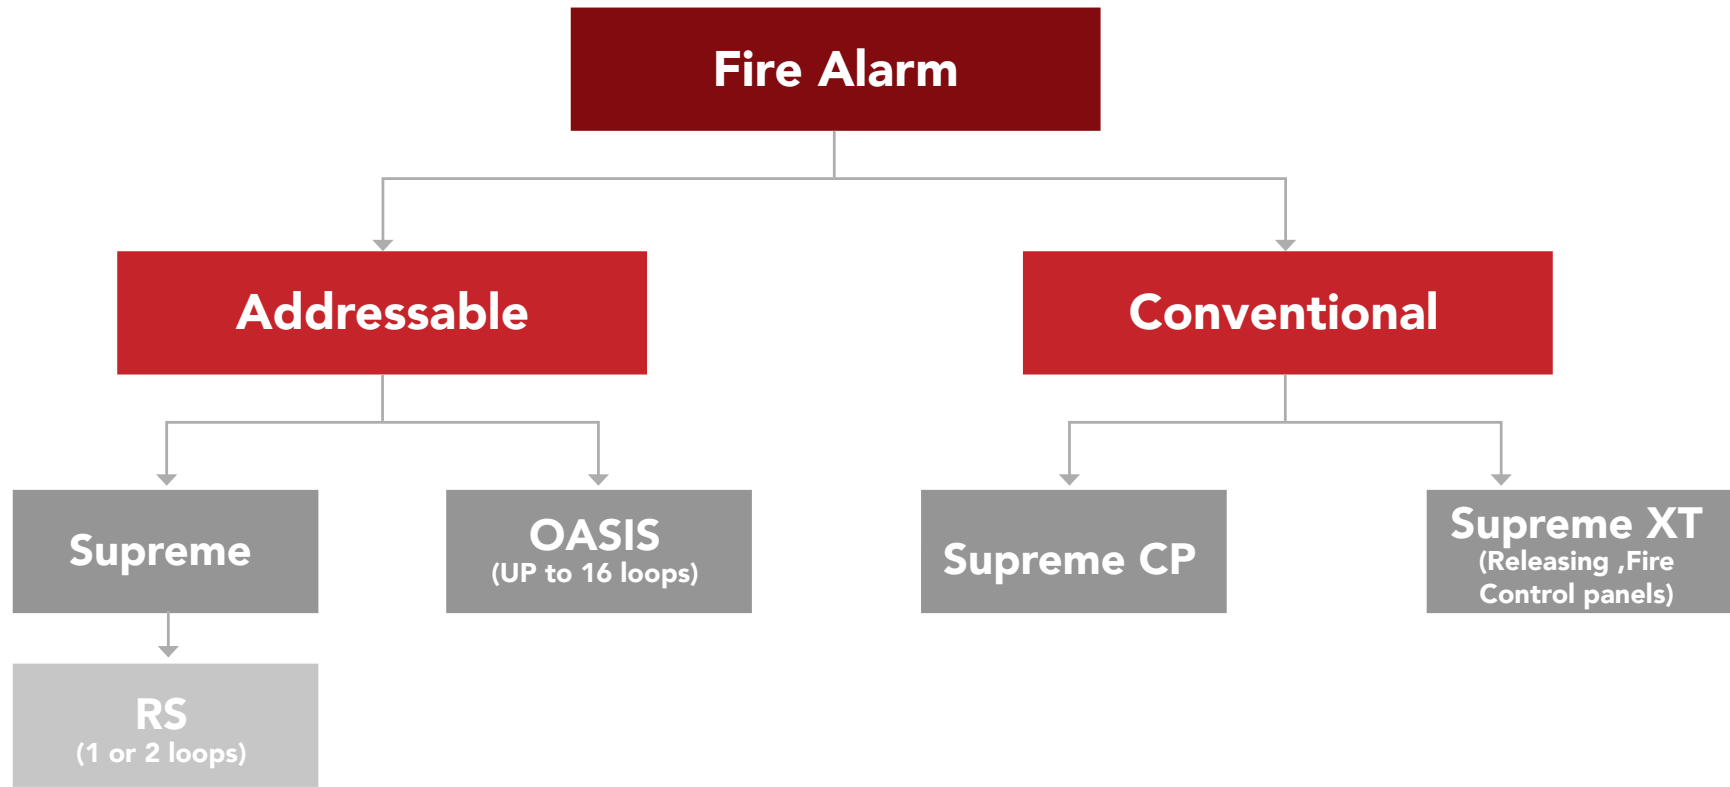 Fire Alarm
Addressable
Conventional
Supreme
OASIS
(UP to 16 loops)
Supreme CP
Supreme XT
(Releasing ,Fire
Control panels)
RS
(1 or 2 loops)